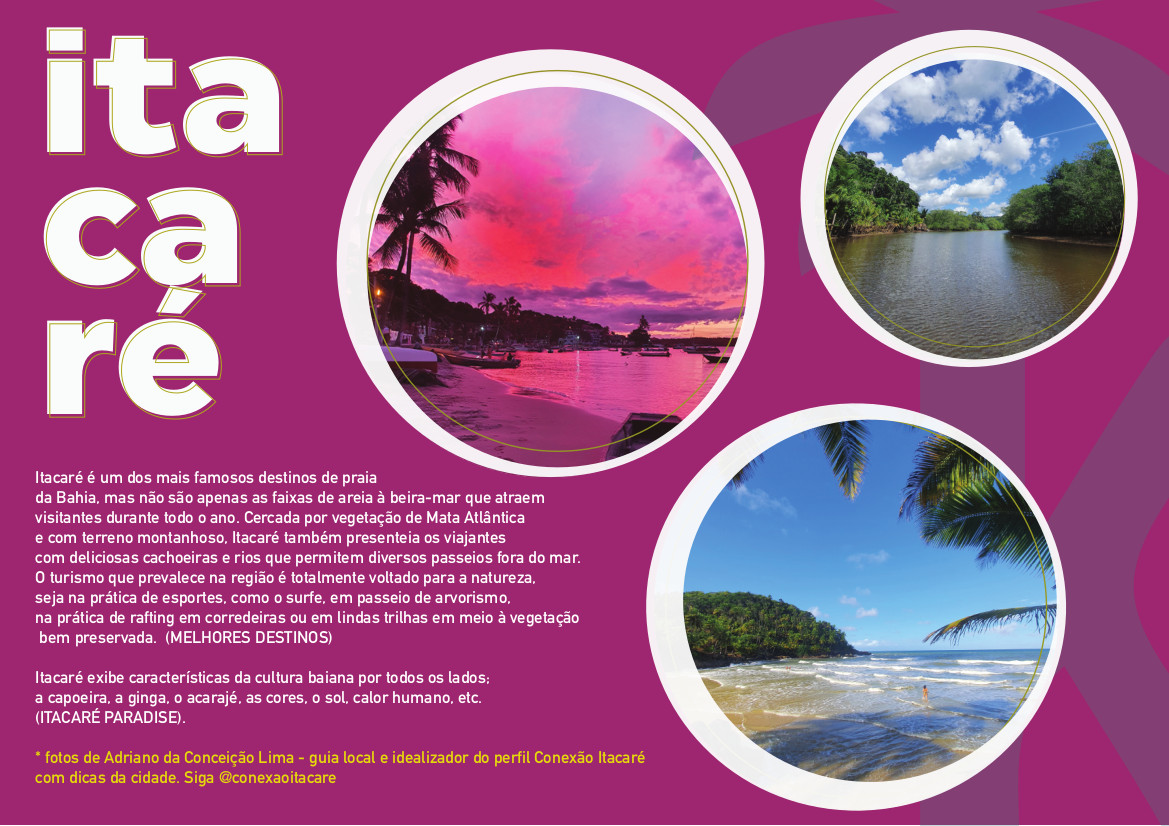 ita
ca
ré
Itacaré é um dos mais famosos destinos de praia
da Bahia, mas não são apenas as faixas de areia à beira-mar que atraem
visitantes durante todo o ano. Cercada por vegetação de Mata Atlântica
e com terreno montanhoso, Itacaré também presenteia os viajantes
com deliciosas cachoeiras e rios que permitem diversos passeios fora do mar.
O turismo que prevalece na região é totalmente voltado para a natureza,
seja na prática de esportes, como o surfe, em passeio de arvorismo,
na prática de rafting em corredeiras ou em lindas trilhas em meio à vegetação
bem preservada. (MELHORES DESTINOS)
Itacaré exibe características da cultura baiana por todos os lados;
a capoeira, a ginga, o acarajé, as cores, o sol, calor humano, etc.
(ITACARÉ PARADISE).
* fotos de Adriano da Conceição Lima - guia local e idealizador do perfil Conexão Itacaré
com dicas da cidade. Siga @conexaoitacare